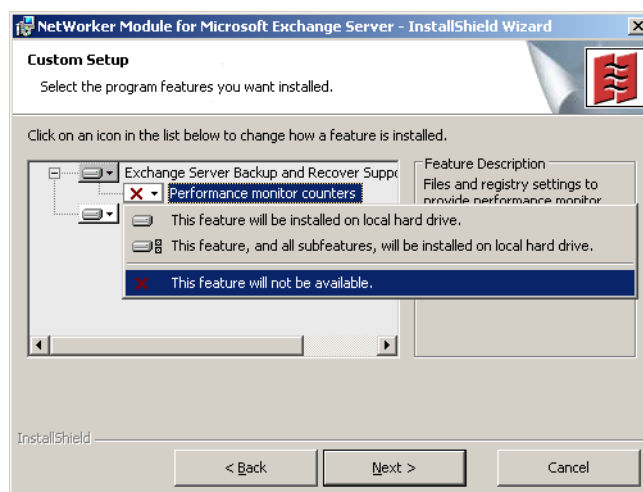 NetWorker Module for Microsoft Exchange Server - InstallShield Wizard
Custom Setup
Select the program features you want installed.
Click on an icon in the list below to change how a feature is installed.
Exchange Server Backup and Recover Suppo
Performance monitor counters
This feature will be installed on local hard drive.
This feature, and all subfeatures, will be installed on local hard drive.
This feature will not be available.
Feature Description
Files and registry settings to
provide performance monitor
InstallShield
< Back
Next >
Cancel